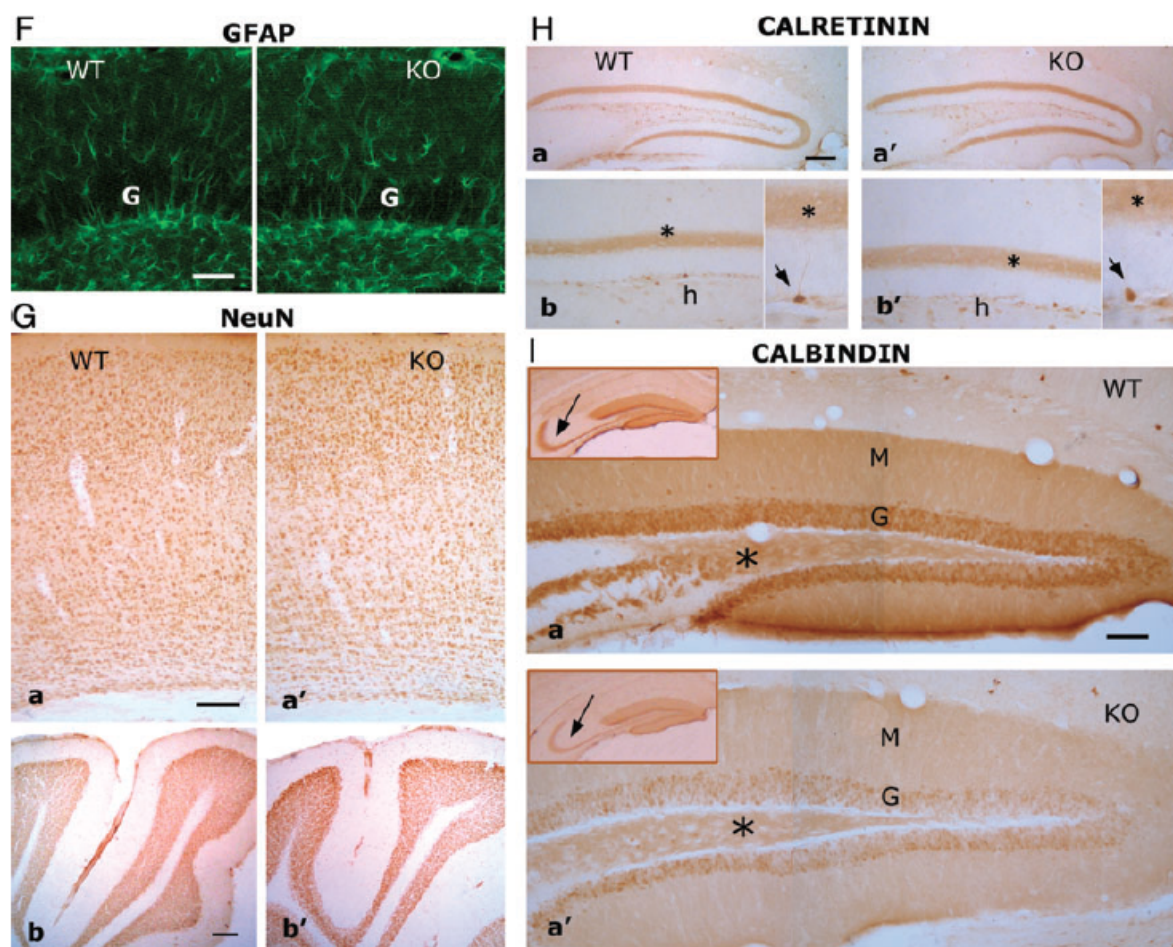 F
GFAP
WT
KO
G
G
G
NeuN
WT
KO
a
a'
b
b'
H
CALRETININ
WT
KO
a
a'
*
*
*
*
h
h
b
b'
I
CALBINDIN
WT
M
G
*
a
KO
M
G
*
a'